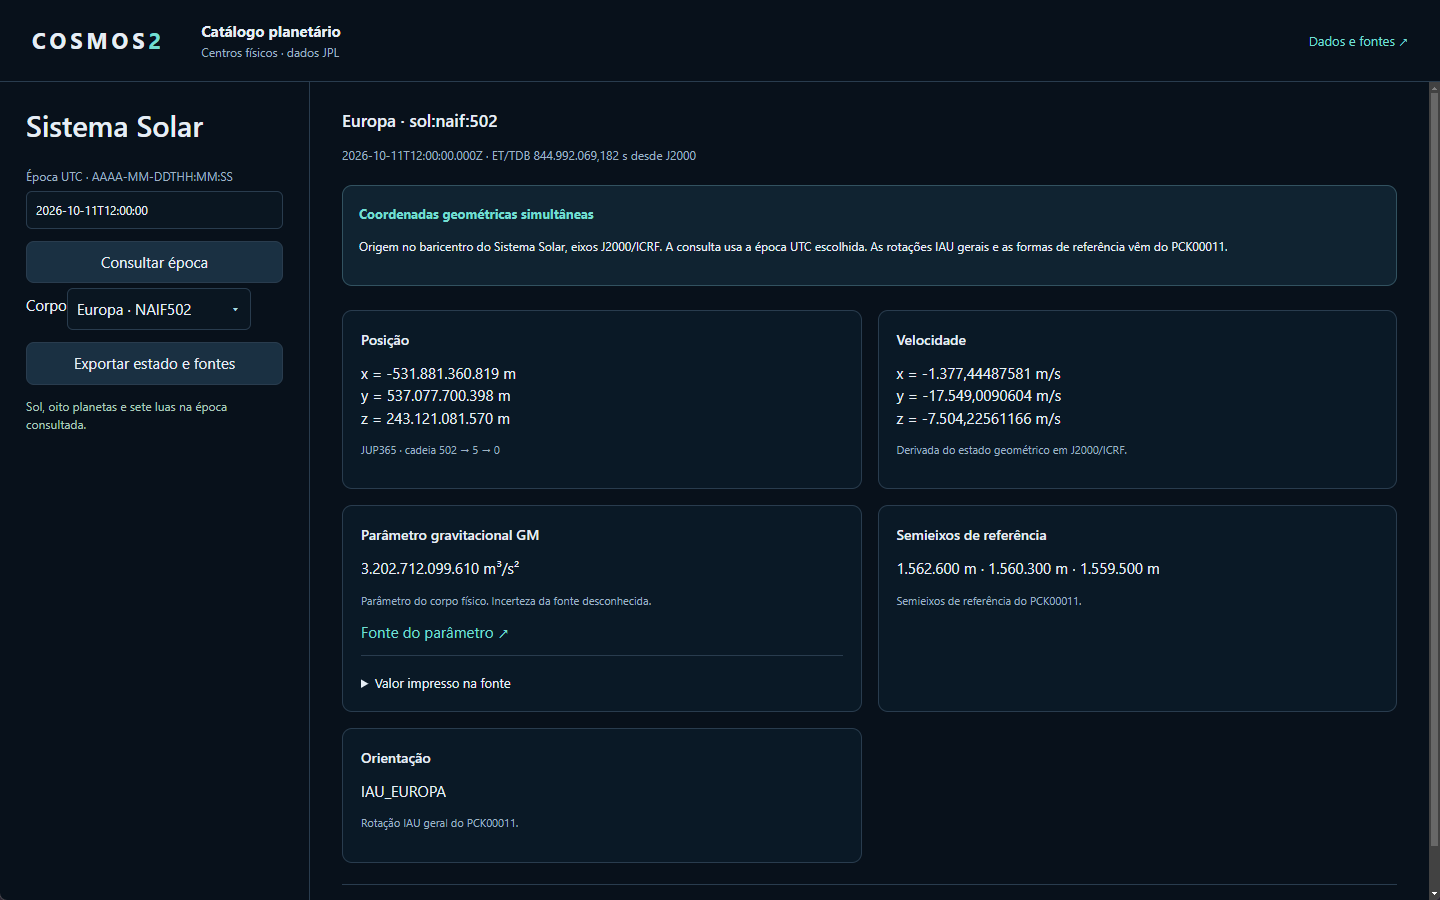 COSMOS2
Catálogo planetário
Centros físicos · dados JPL
Dados e fontes ↗
Sistema Solar
Época UTC · AAAA-MM-DDTHH:MM:SS
2026-10-11T12:00:00
Consultar época
Corpo
Europa · NAIF502
Exportar estado e fontes
Sol, oito planetas e sete luas na época
consultada.
Europa · sol:naif:502
2026-10-11T12:00:00.000Z · ET/TDB 844.992.069,182 s desde J2000
Coordenadas geométricas simultâneas
Origem no baricentro do Sistema Solar, eixos J2000/ICRF. A consulta usa a época UTC escolhida. As rotações IAU gerais e as formas de referência vêm do PCK00011.
Posição
x = -531.881.360.819 m
y = 537.077.700.398 m
z = 243.121.081.570 m
JUP365 · cadeia 502 → 5 → 0
Velocidade
x = -1.377,44487581 m/s
y = -17.549,0090604 m/s
z = -7.504,22561166 m/s
Derivada do estado geométrico em J2000/ICRF.
Parâmetro gravitacional GM
3.202.712.099.610 m³/s²
Parâmetro do corpo físico. Incerteza da fonte desconhecida.
Fonte do parâmetro ↗
▶ Valor impresso na fonte
Semieixos de referência
1.562.600 m · 1.560.300 m · 1.559.500 m
Semieixos de referência do PCK00011.
Orientação
IAU_EUROPA
Rotação IAU geral do PCK00011.